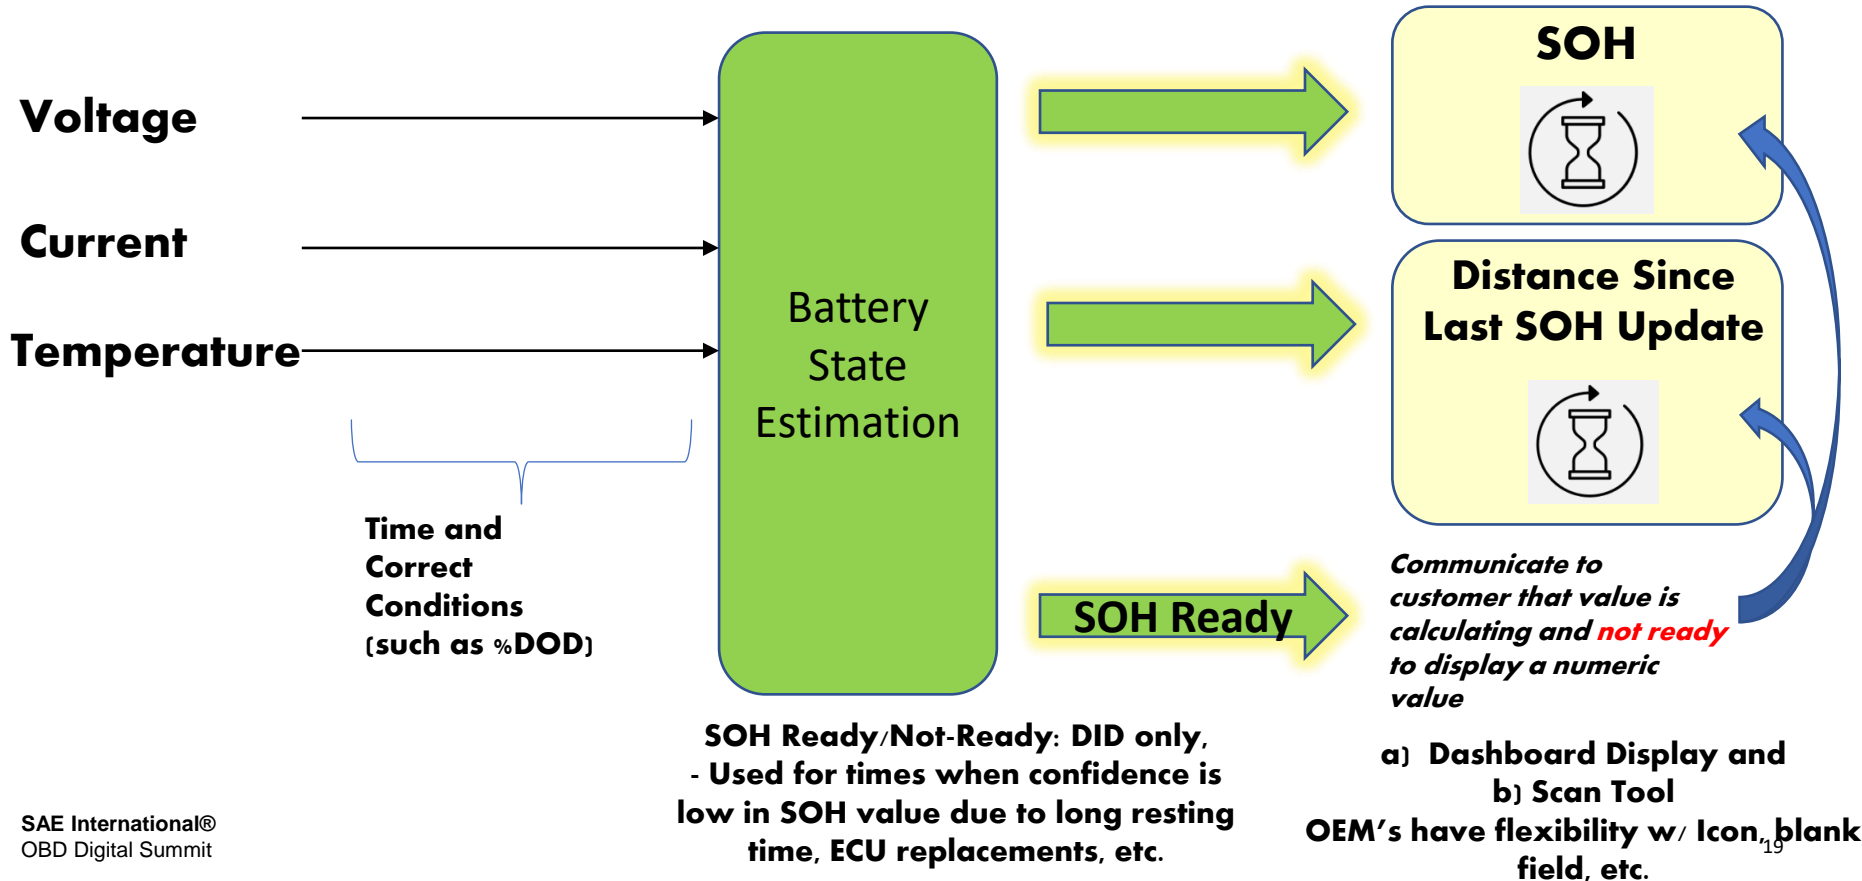 Voltage
Current
Temperature
Time and
Correct
Conditions
(such as %DOD)
Battery
State
Estimation
SOH Ready
SOH
Distance Since
Last SOH Update
Communicate to
customer that value is
calculating and not ready
to display a numeric
value
SOH Ready/Not-Ready: DID only,
- Used for times when confidence is
low in SOH value due to long resting
time, ECU replacements, etc.
a) Dashboard Display and
b) Scan Tool
OEM's have flexibility w/ Icon, blank
field, etc.
SAE International®
OBD Digital Summit
19